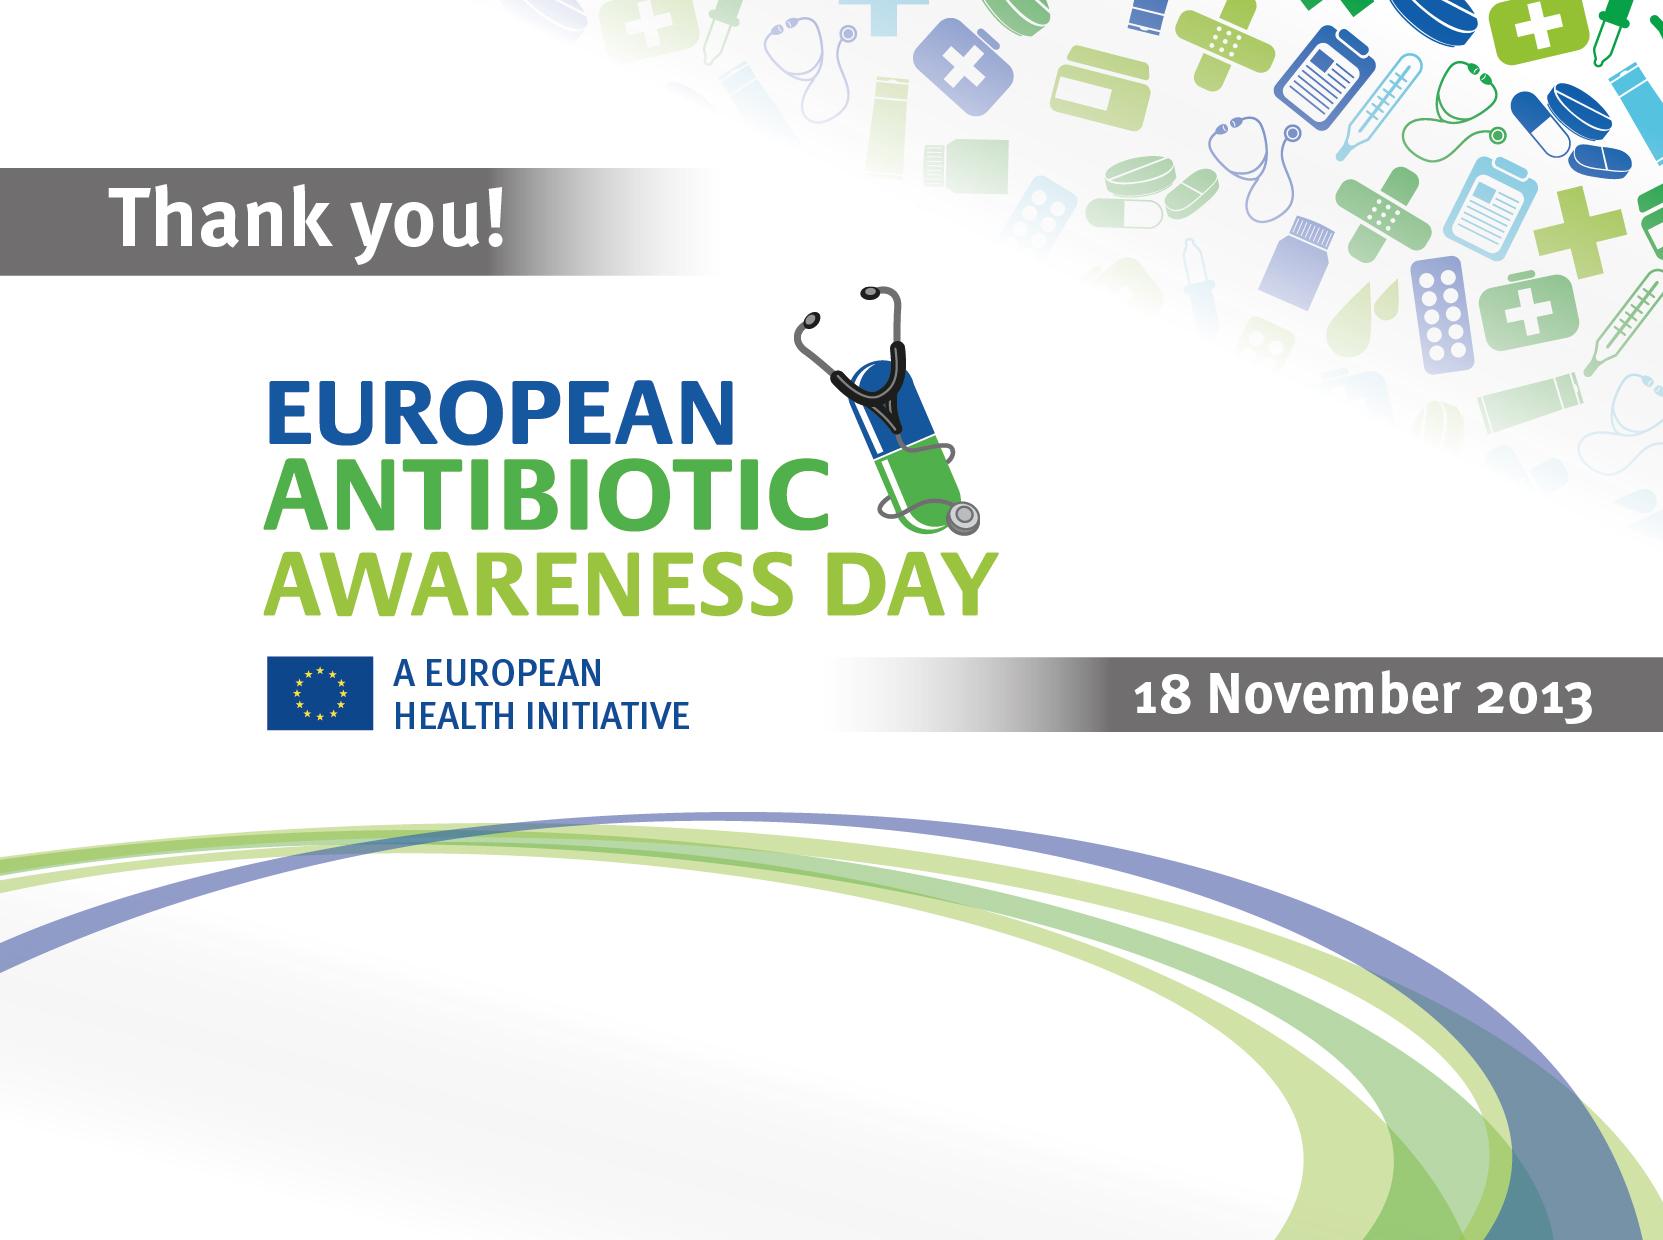 Thank you!
EUROPEAN
ANTIBIOTIC
AWARENESS DAY
A EUROPEAN
HEALTH INITIATIVE
18 November 2013